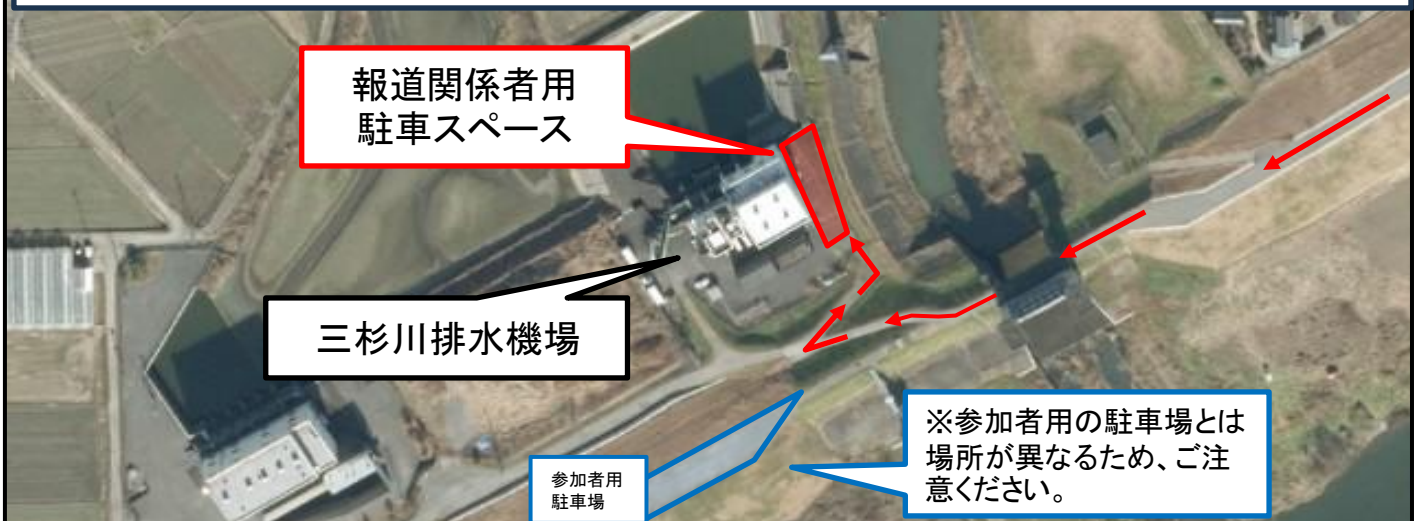 報道関係者用
駐車スペース
三杉川排水機場
※参加者用の駐車場とは
場所が異なるため、ご注
意ください。
参加者用
駐車場